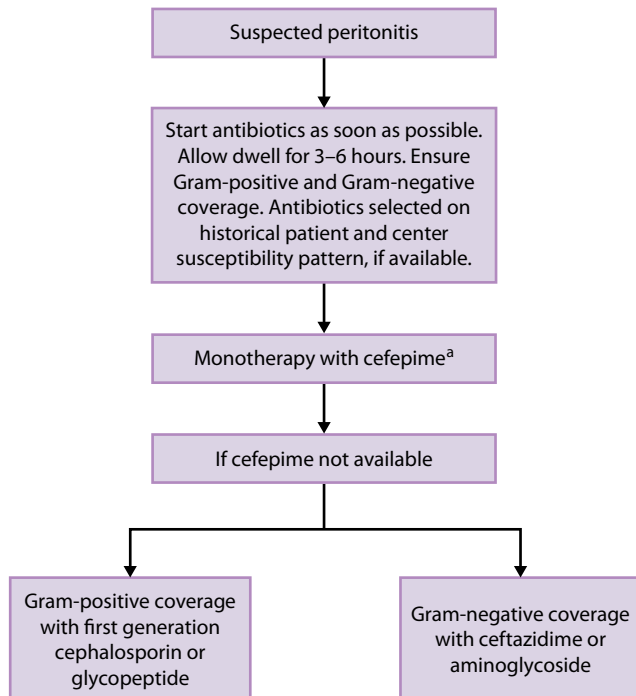 Suspected peritonitis
Start antibiotics as soon as possible.
Allow dwell for 3–6 hours. Ensure
Gram-positive and Gram-negative
coverage. Antibiotics selected on
historical patient and center
susceptibility pattern, if available.
Monotherapy with cefepimeᵃ
If cefepime not available
Gram-positive coverage
with first generation
cephalosporin or
glycopeptide
Gram-negative coverage
with ceftazidime or
aminoglycoside